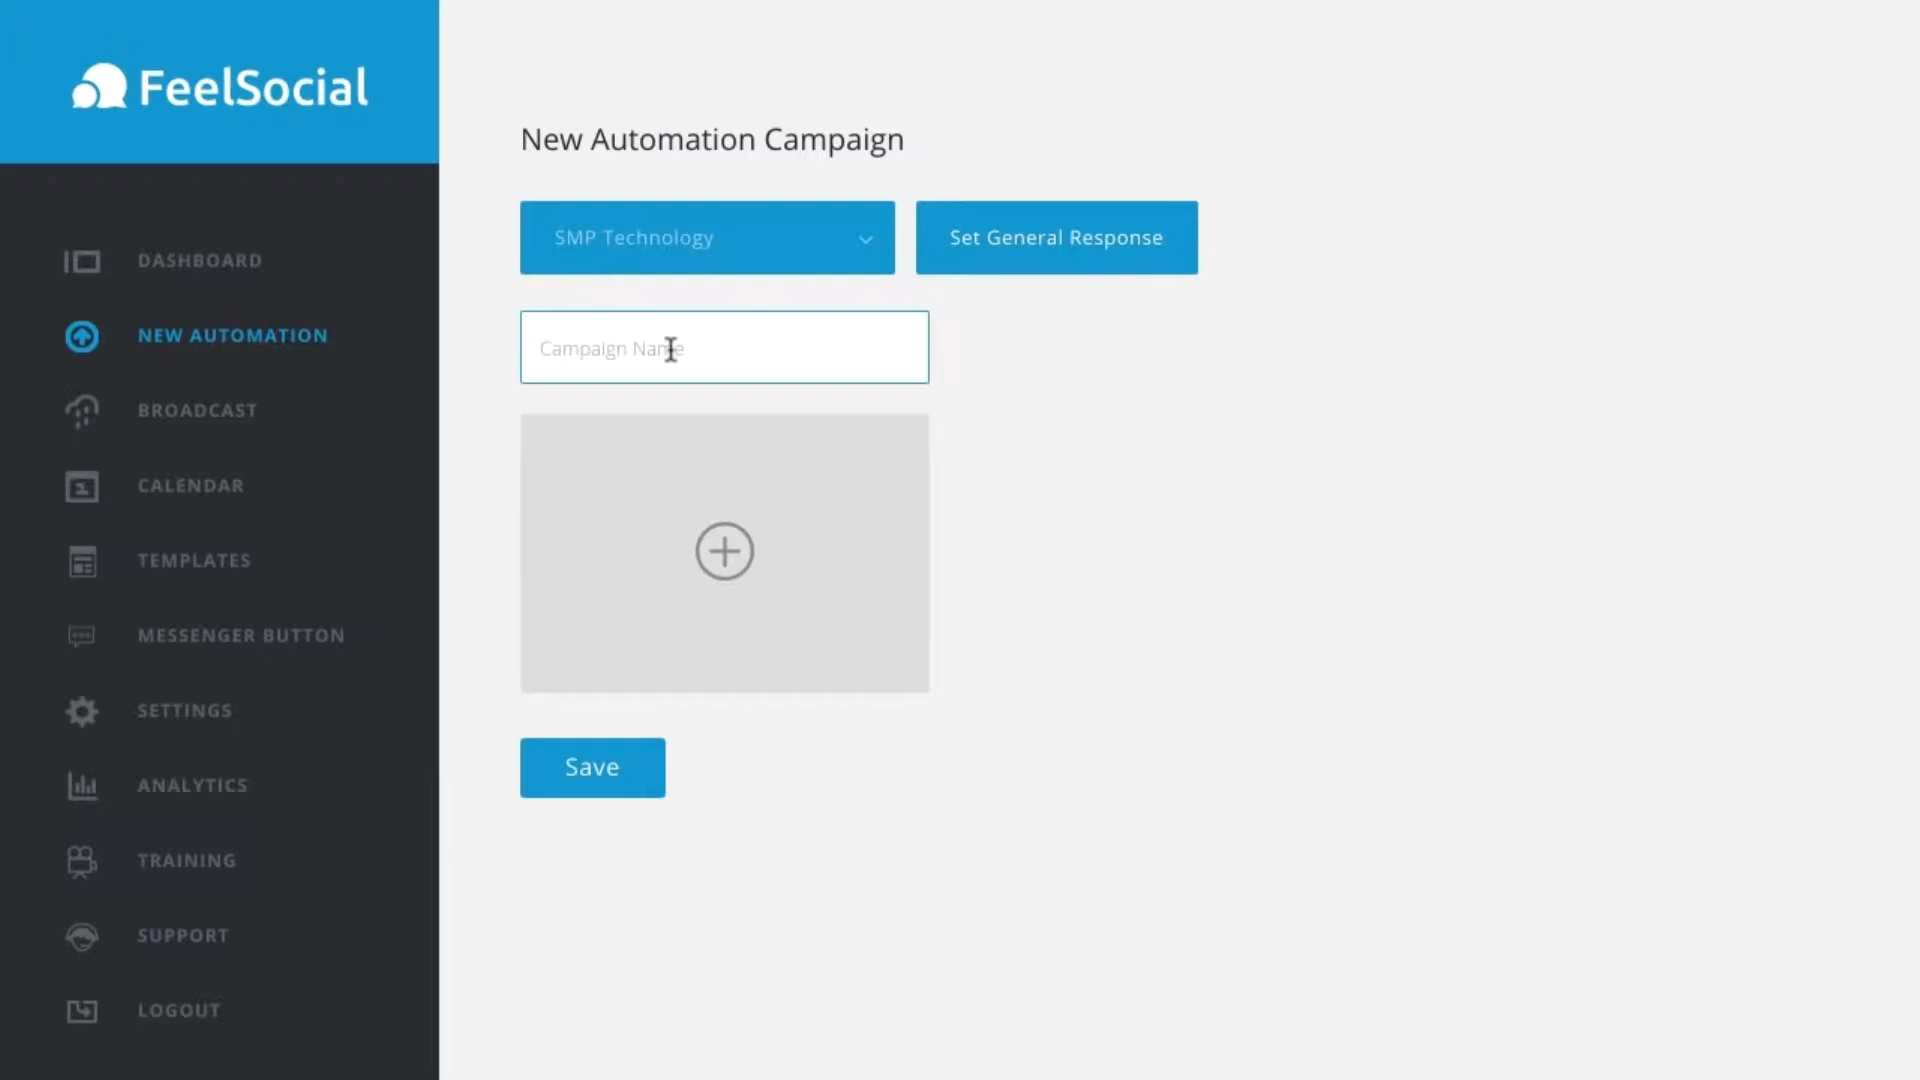 FeelSocial
DASHBOARD
NEW AUTOMATION
BROADCAST
CALENDAR
TEMPLATES
MESSENGER BUTTON
SETTINGS
ANALYTICS
TRAINING
SUPPORT
LOGOUT
New Automation Campaign
SMP Technology
Set General Response
Campaign Name
Save